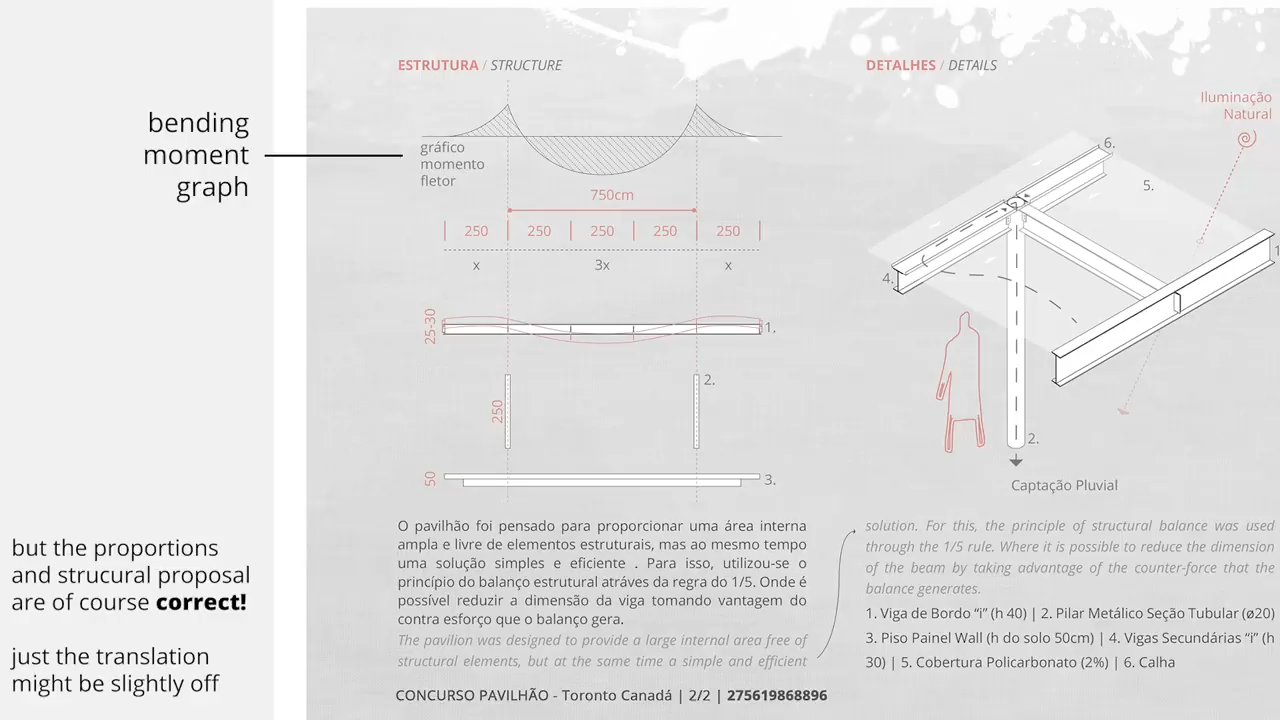 bending
moment
graph
but the proportions
and strucural proposal
are of course correct!
just the translation
might be slightly off
ESTRUTURA / STRUCTURE
gráfico
momento
fletor
750cm
250 250 250 250 250
x 3x x
25-30
1.
250
2.
50
3.
O pavilhão foi pensado para proporcionar uma área interna
ampla e livre de elementos estruturais, mas ao mesmo tempo
uma solução simples e eficiente . Para isso, utilizou-se o
princípio do balanço estrutural atráves da regra do 1/5. Onde é
possível reduzir a dimensão da viga tomando vantagem do
contra esforço que o balanço gera.
The pavilion was designed to provide a large internal area free of
structural elements, but at the same time a simple and efficient
DETALHES / DETAILS
Iluminação
Natural
6.
5.
1
4.
2.
Captação Pluvial
solution. For this, the principle of structural balance was used
through the 1/5 rule. Where it is possible to reduce the dimension
of the beam by taking advantage of the counter-force that the
balance generates.
1. Viga de Bordo “i” (h 40) | 2. Pilar Metálico Seção Tubular (ø20)
3. Piso Painel Wall (h do solo 50cm) | 4. Vigas Secundárias “i” (h
30) | 5. Cobertura Policarbonato (2%) | 6. Calha
CONCURSO PAVILHÃO - Toronto Canadá | 2/2 | 275619868896